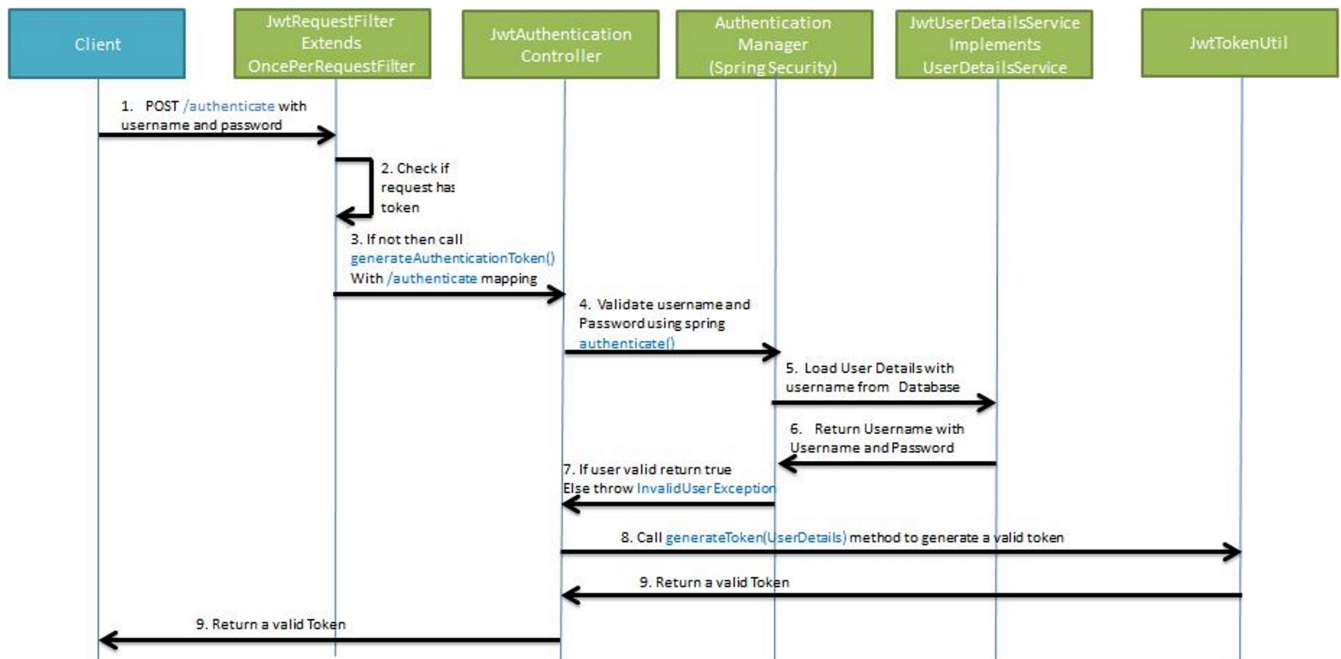 Client
JwtRequestFilter
Extends
OncePerRequestFilter
JwtAuthentication
Controller
Authentication
Manager
(Spring Security)
JwtUserDetailsService
Implements
UserDetailsService
JwtTokenUtil
1. POST /authenticate with
username and password
2. Check if
request has
token
3. If not then call
generateAuthenticationToken()
With /authenticate mapping
4. Validate username and
Password using spring
authenticate()
5. Load User Details with
username from Database
6. Return Username with
Username and Password
7. If user valid return true
Else throw InvalidUserException
8. Call generateToken(UserDetails) method to generate a valid token
9. Return a valid Token
9. Return a valid Token